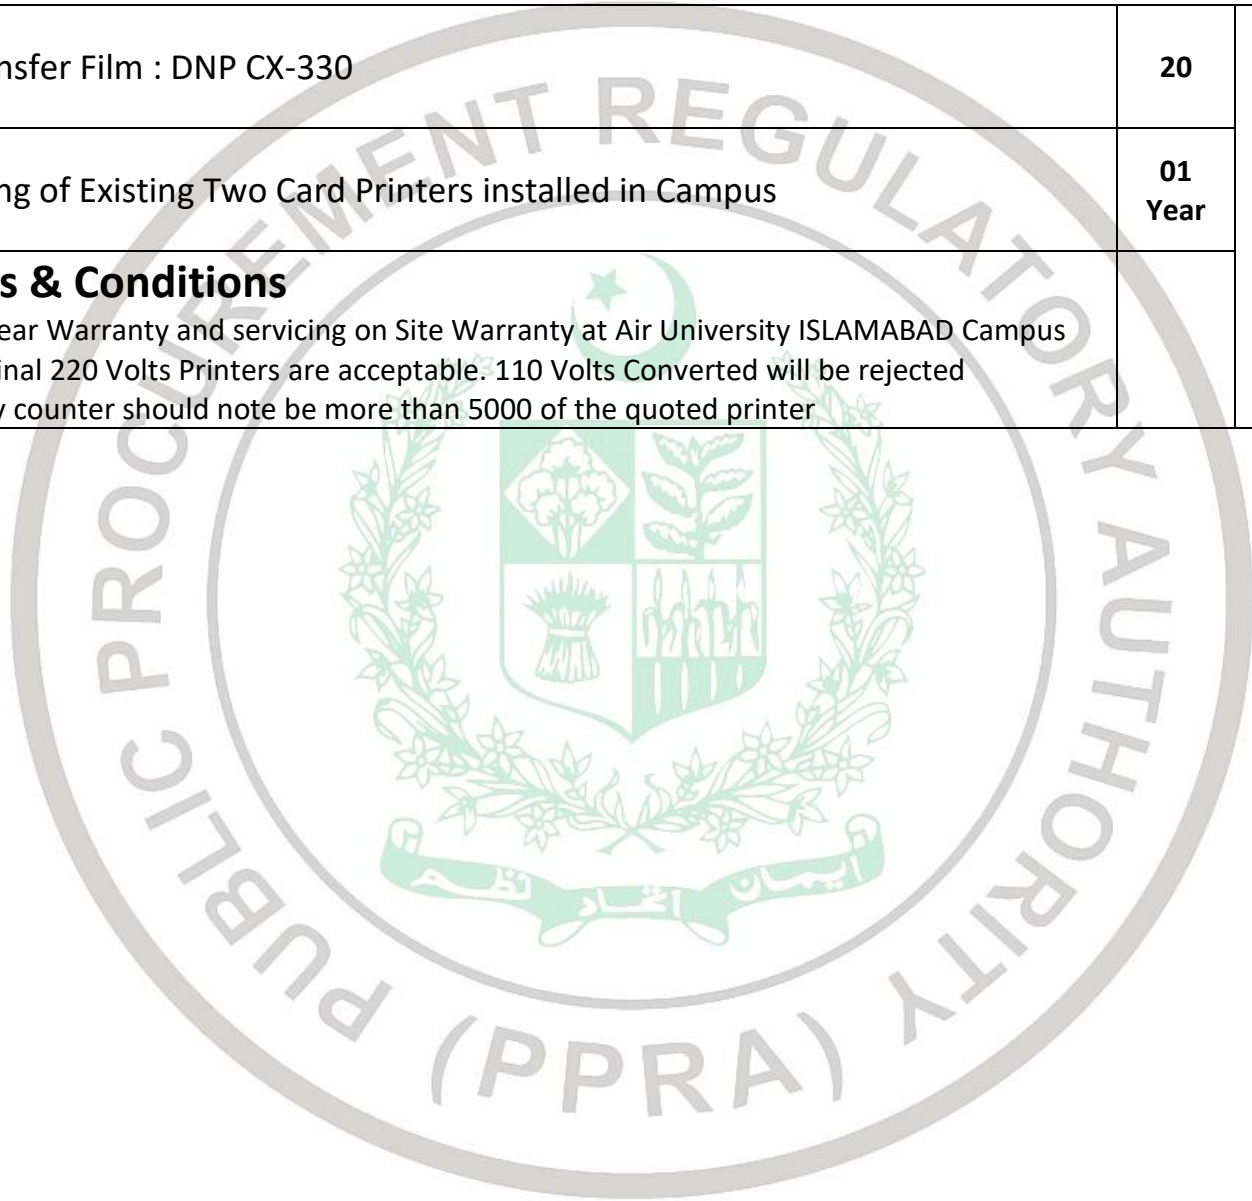 nsfer Film : DNP CX-330
20
ng of Existing Two Card Printers installed in Campus
01
Year
s & Conditions
ear Warranty and servicing on Site Warranty at Air University ISLAMABAD Campus
inal 220 Volts Printers are acceptable. 110 Volts Converted will be rejected
y counter should note be more than 5000 of the quoted printer
PUBLIC PROCUREMENT REGULATORY AUTHORITY
(PPRA)
ایمان اتحاد نظم